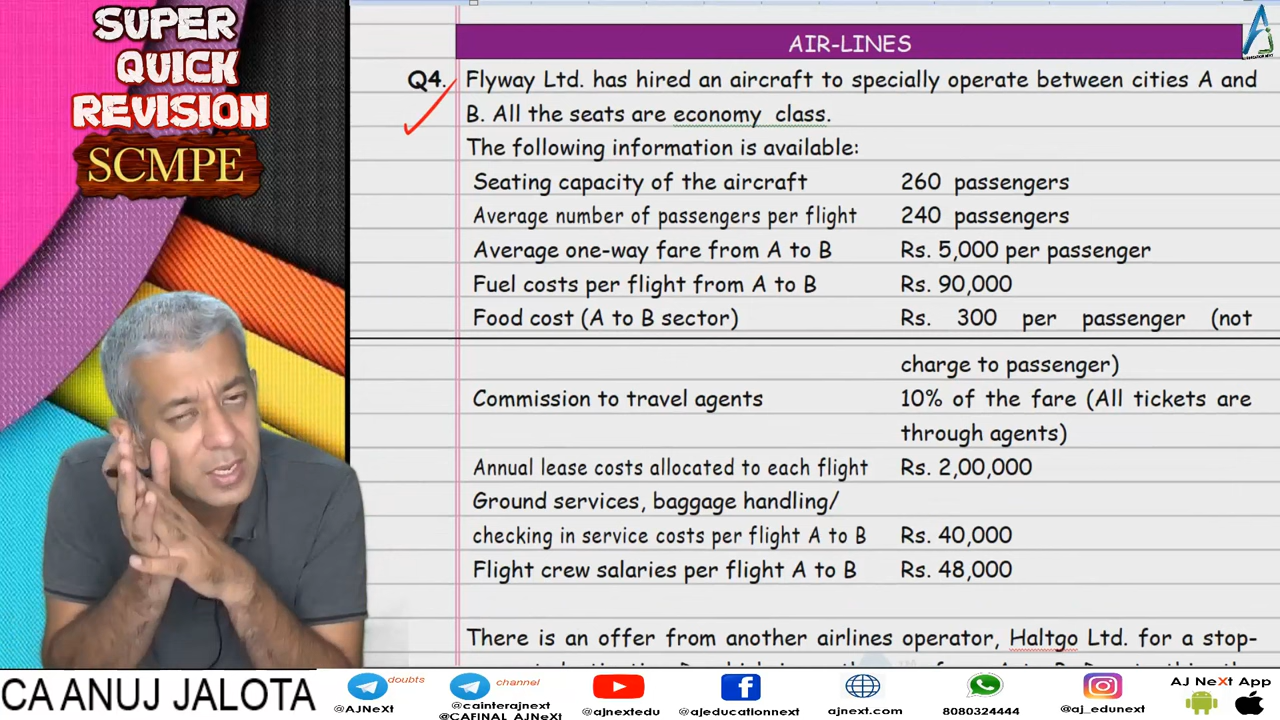 SUPER
QUICK
REVISION
SCMPE
AIR-LINES
Q4. Flyway Ltd. has hired an aircraft to specially operate between cities A and
B. All the seats are economy class.
The following information is available:
Seating capacity of the aircraft 260 passengers
Average number of passengers per flight 240 passengers
Average one-way fare from A to B Rs. 5,000 per passenger
Fuel costs per flight from A to B Rs. 90,000
Food cost (A to B sector) Rs. 300 per passenger (not
charge to passenger)
Commission to travel agents 10% of the fare (All tickets are
through agents)
Annual lease costs allocated to each flight Rs. 2,00,000
Ground services, baggage handling/
checking in service costs per flight A to B Rs. 40,000
Flight crew salaries per flight A to B Rs. 48,000
There is an offer from another airlines operator, Haltgo Ltd. for a stop-
CA ANUJ JALOTA
doubts
@AJNeXt
channel
@cainterajnext
@CAFINAL_AJNeXt
@ajnextedu
@ajeducationnext
ajnext.com
8080324444
@aj_edunext
AJ NeXt App